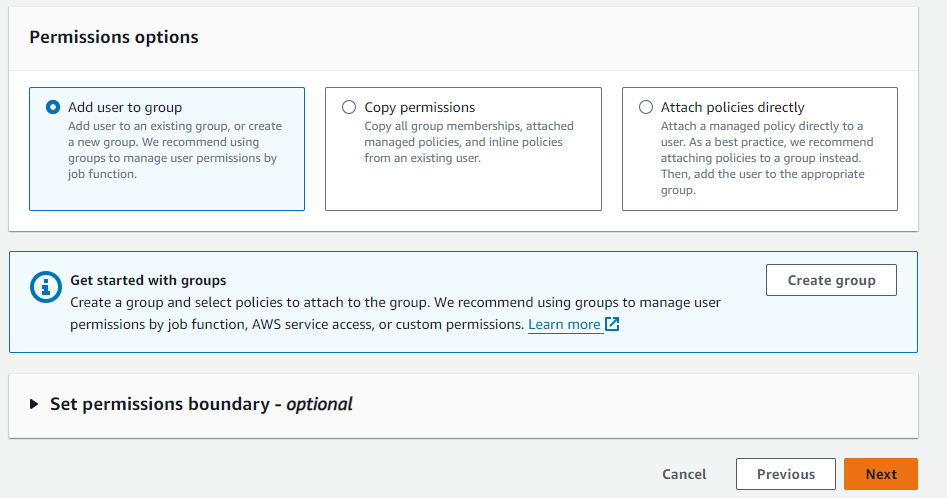 Permissions options
Add user to group
Add user to an existing group, or create
a new group. We recommend using
groups to manage user permissions by
job function.
Copy permissions
Copy all group memberships, attached
managed policies, and inline policies
from an existing user.
Attach policies directly
Attach a managed policy directly to a
user. As a best practice, we recommend
attaching policies to a group instead.
Then, add the user to the appropriate
group.
Get started with groups
Create a group and select policies to attach to the group. We recommend using groups to manage user
permissions by job function, AWS service access, or custom permissions. Learn more
Create group
Set permissions boundary - optional
Cancel
Previous
Next